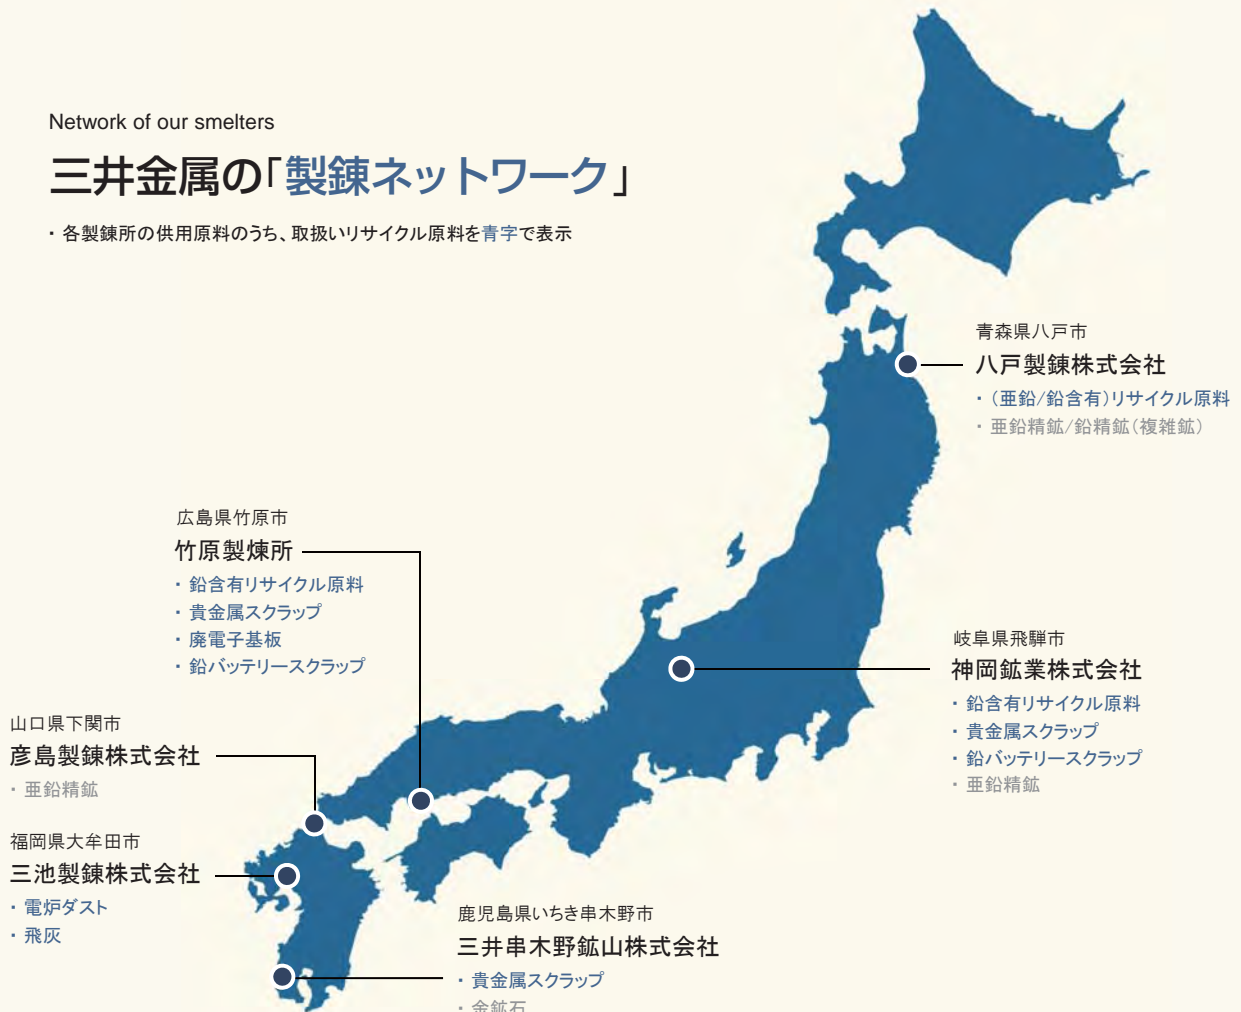 Network of our smelters
三井金属の「製錬ネットワーク」
・各製錬所の供用原料のうち、取扱いリサイクル原料を青字で表示
青森県八戸市
八戸製錬株式会社
・（亜鉛/鉛含有）リサイクル原料
・亜鉛精鉱/鉛精鉱（複雑鉱）
広島県竹原市
竹原製煉所
・鉛含有リサイクル原料
・貴金属スクラップ
・廃電子基板
・鉛バッテリースクラップ
岐阜県飛騨市
神岡鉱業株式会社
・鉛含有リサイクル原料
・貴金属スクラップ
・鉛バッテリースクラップ
・亜鉛精鉱
山口県下関市
彦島製錬株式会社
・亜鉛精鉱
福岡県大牟田市
三池製錬株式会社
・電炉ダスト
・飛灰
鹿児島県いちき串木野市
三井串木野鉱山株式会社
・貴金属スクラップ
・金鉱石